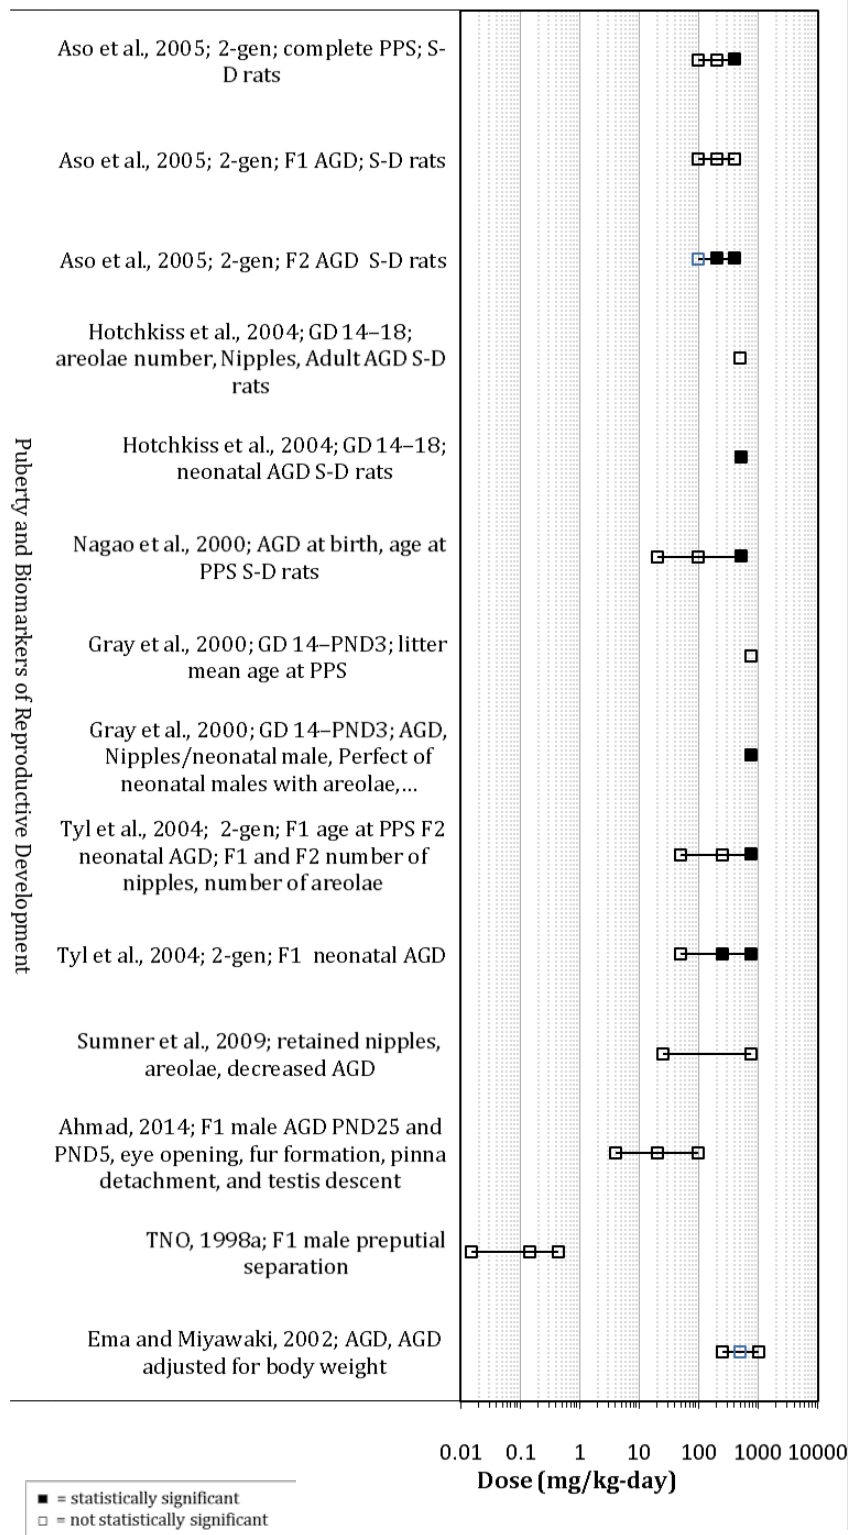 Puberty and Biomarkers of Reproductive Development
Aso et al., 2005; 2-gen; complete PPS; S-
D rats
Aso et al., 2005; 2-gen; F1 AGD; S-D rats
Aso et al., 2005; 2-gen; F2 AGD S-D rats
Hotchkiss et al., 2004; GD 14–18;
areolae number, Nipples, Adult AGD S-D
rats
Hotchkiss et al., 2004; GD 14–18;
neonatal AGD S-D rats
Nagao et al., 2000; AGD at birth, age at
PPS S-D rats
Gray et al., 2000; GD 14–PND3; litter
mean age at PPS
Gray et al., 2000; GD 14–PND3; AGD,
Nipples/neonatal male, Perfect of
neonatal males with areolae,...
Tyl et al., 2004; 2-gen; F1 age at PPS F2
neonatal AGD; F1 and F2 number of
nipples, number of areolae
Tyl et al., 2004; 2-gen; F1 neonatal AGD
Sumner et al., 2009; retained nipples,
areolae, decreased AGD
Ahmad, 2014; F1 male AGD PND25 and
PND5, eye opening, fur formation, pinna
detachment, and testis descent
TNO, 1998a; F1 male preputial
separation
Ema and Miyawaki, 2002; AGD, AGD
adjusted for body weight
0.01 0.1 1 10 100 1000 10000
Dose (mg/kg-day)
■ = statistically significant
□ = not statistically significant